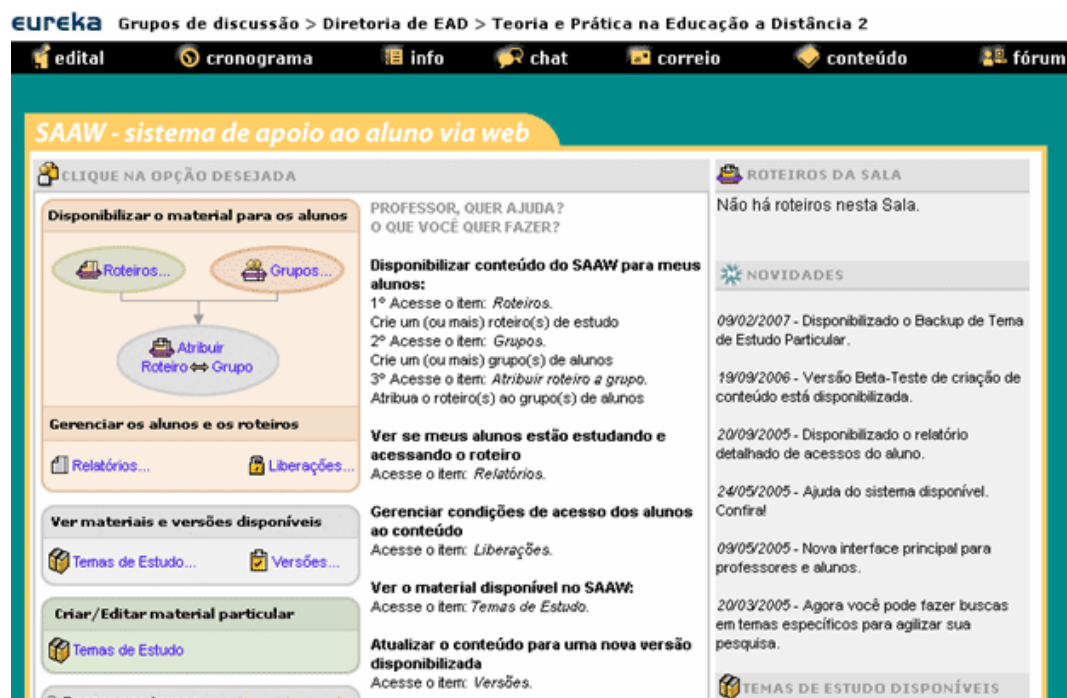 eureka Grupos de discussão > Diretoria de EAD > Teoria e Prática na Educação a Distância 2
edital cronograma info chat correio conteúdo fórum
SAAW - sistema de apoio ao aluno via web
CLIQUE NA OPÇÃO DESEJADA
Disponibilizar o material para os alunos
Roteiros... Grupos...
Atribuir
Roteiro ⇔ Grupo
Gerenciar os alunos e os roteiros
Relatórios... Liberações...
Ver materiais e versões disponíveis
Temas de Estudo... Versões...
Criar/Editar material particular
Temas de Estudo
PROFESSOR, QUER AJUDA?
O QUE VOCÊ QUER FAZER?
Disponibilizar conteúdo do SAAW para meus
alunos:
1º Acesse o item: Roteiros.
Crie um (ou mais) roteiro(s) de estudo
2º Acesse o item: Grupos.
Crie um (ou mais) grupo(s) de alunos
3º Acesse o item: Atribuir roteiro a grupo.
Atribua o roteiro(s) ao grupo(s) de alunos
Ver se meus alunos estão estudando e
acessando o roteiro
Acesse o item: Relatórios.
Gerenciar condições de acesso dos alunos
ao conteúdo
Acesse o item: Liberações.
Ver o material disponível no SAAW:
Acesse o item: Temas de Estudo.
Atualizar o conteúdo para uma nova versão
disponibilizada
Acesse o item: Versões.
ROTEIROS DA SALA
Não há roteiros nesta Sala.
NOVIDADES
09/02/2007 - Disponibilizado o Backup de Tema
de Estudo Particular.
19/09/2006 - Versão Beta-Teste de criação de
conteúdo está disponibilizada.
20/09/2005 - Disponibilizado o relatório
detalhado de acessos do aluno.
24/05/2005 - Ajuda do sistema disponível.
Confira!
09/05/2005 - Nova interface principal para
professores e alunos.
20/03/2005 - Agora você pode fazer buscas
em temas específicos para agilizar sua
pesquisa.
TEMAS DE ESTUDO DISPONÍVEIS